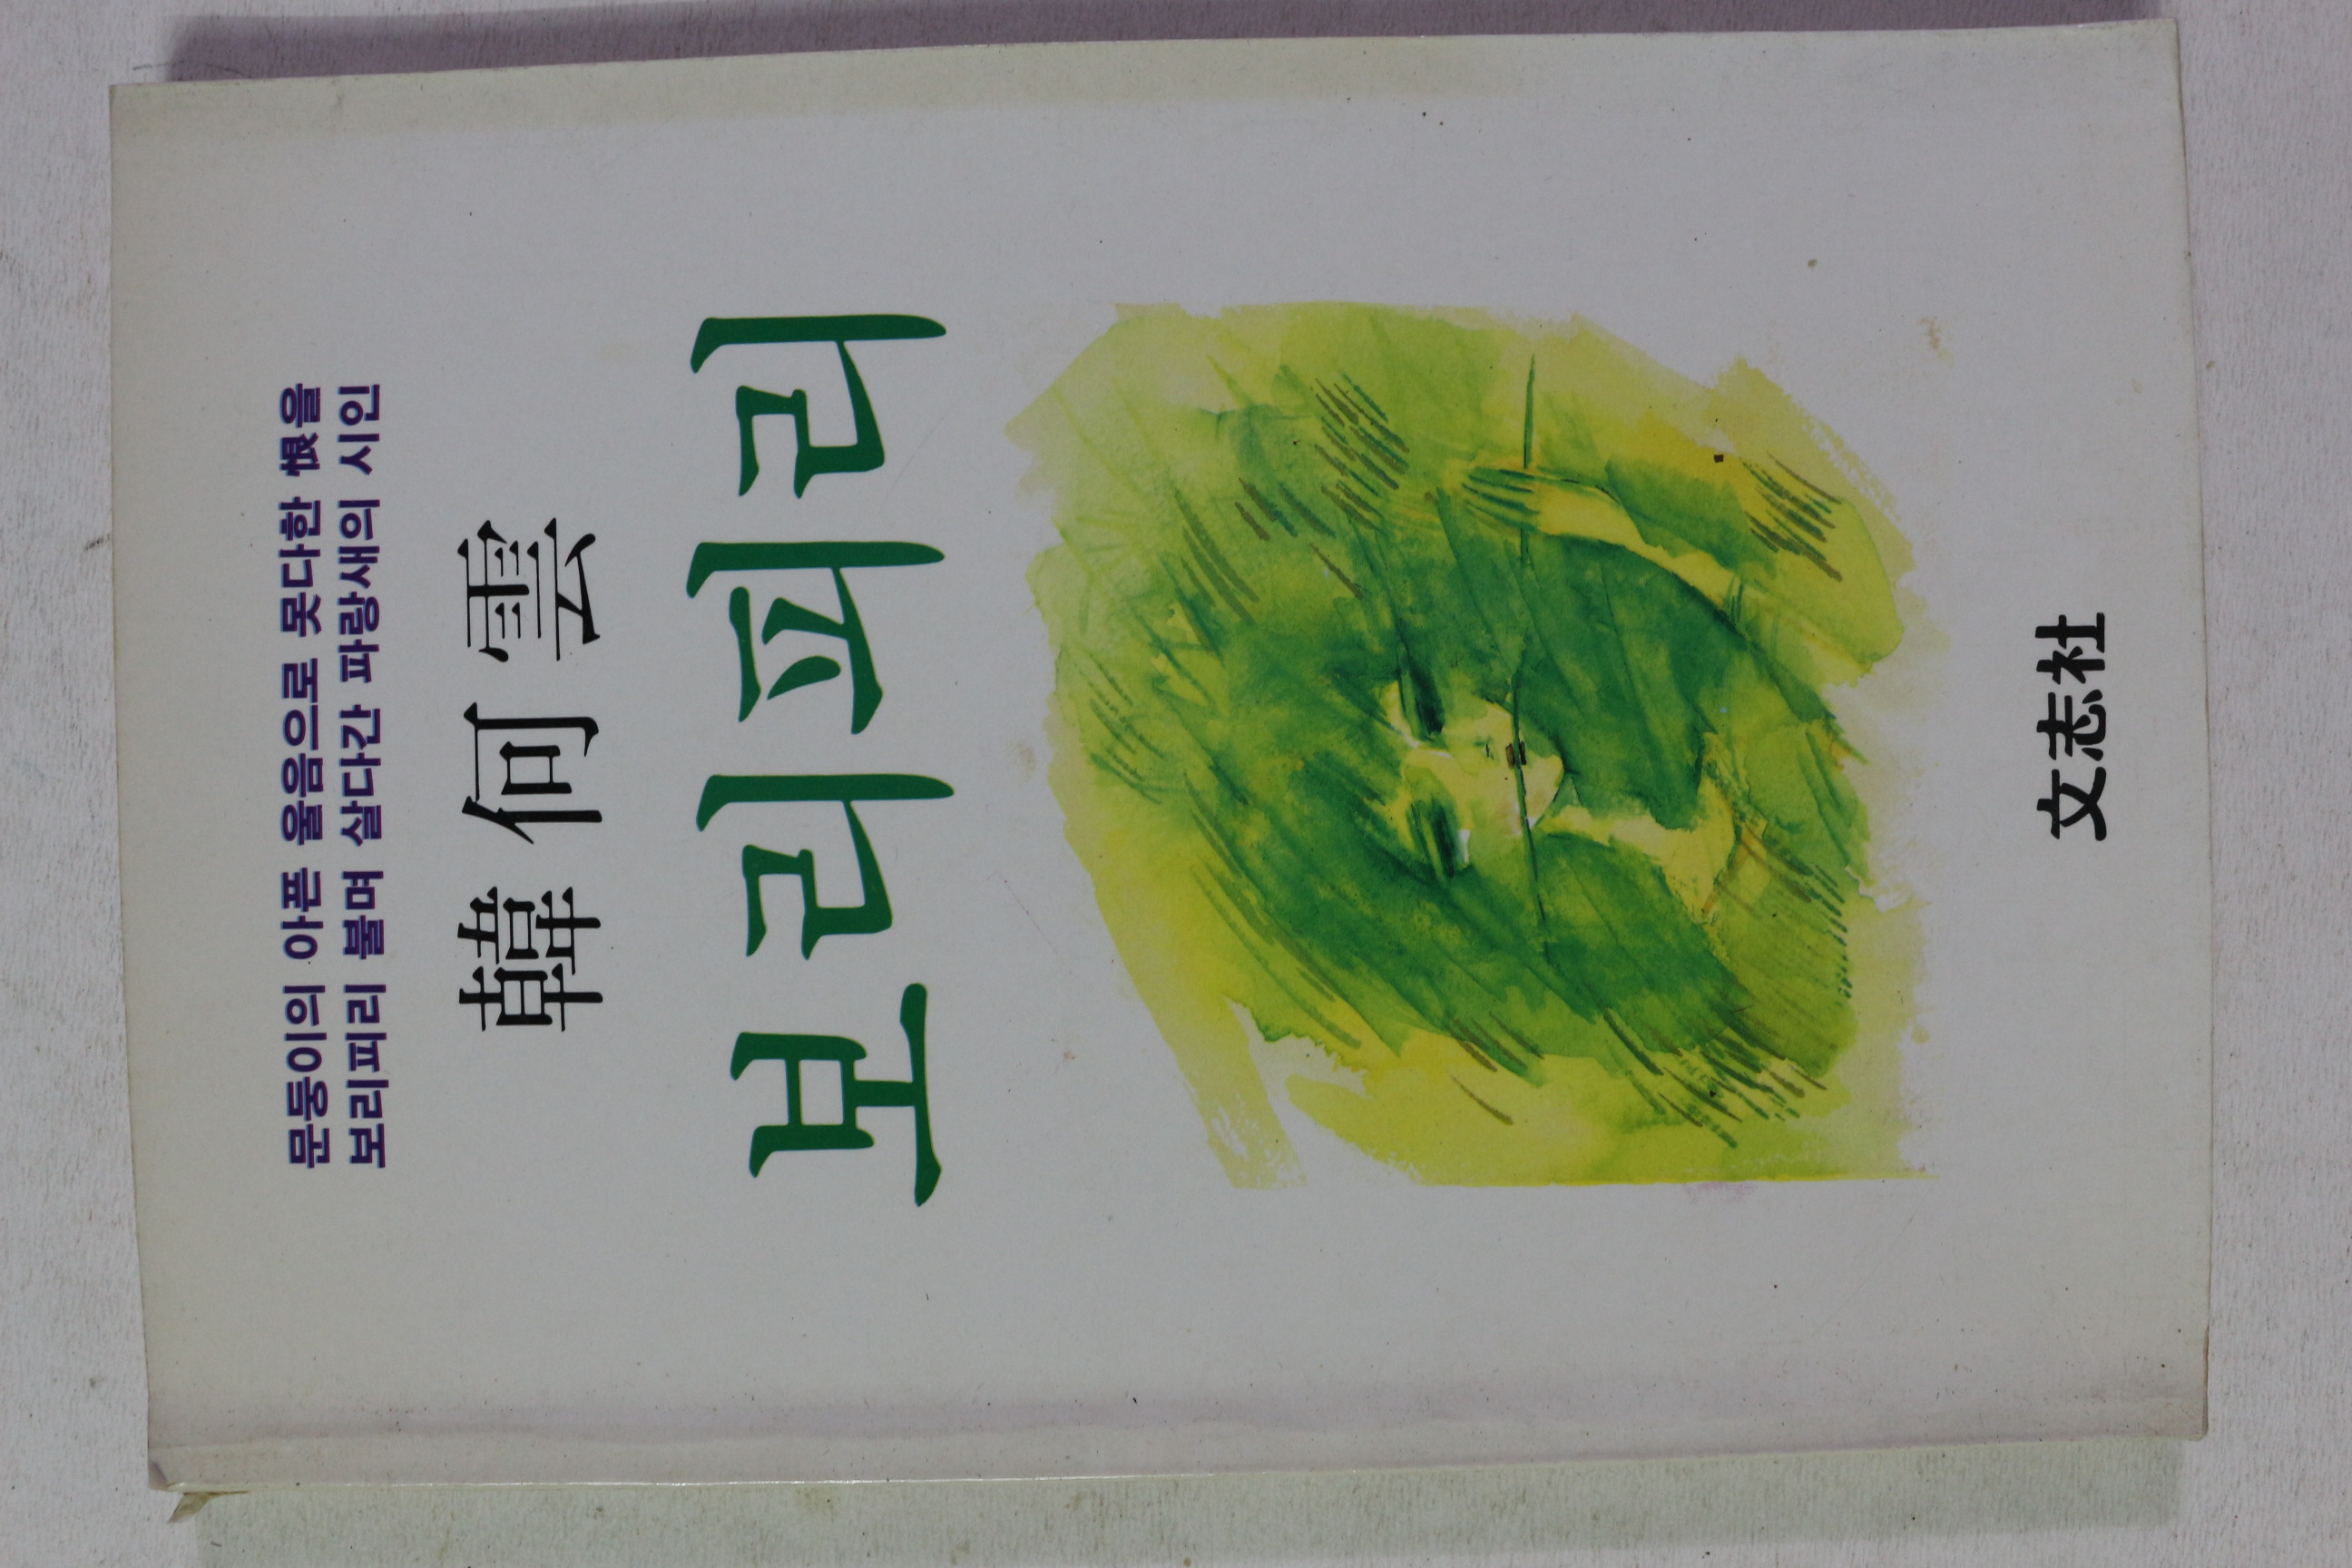 문둥이의 아픈 울음으로 못다한 恨을
보리피리 불며 살다간 파랑새의 시인
韓何雲
보리피리
文志社